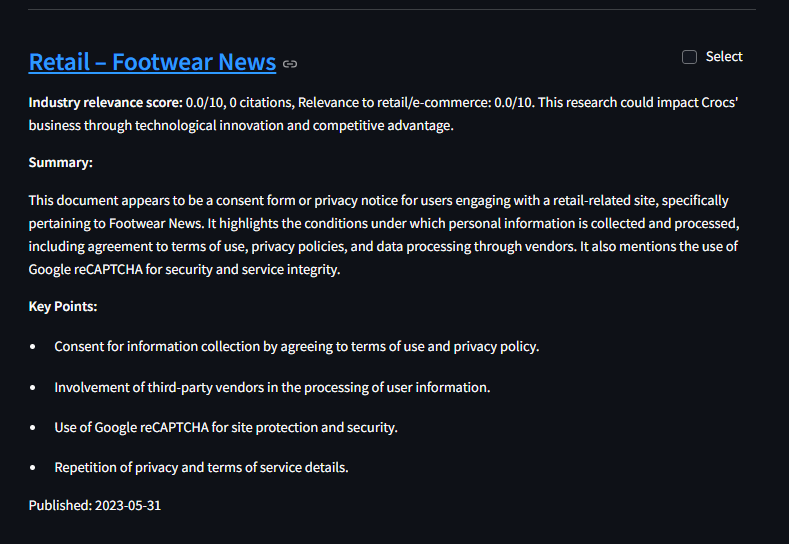 Retail – Footwear News
Select
Industry relevance score: 0.0/10, 0 citations, Relevance to retail/e-commerce: 0.0/10. This research could impact Crocs'
business through technological innovation and competitive advantage.
Summary:
This document appears to be a consent form or privacy notice for users engaging with a retail-related site, specifically
pertaining to Footwear News. It highlights the conditions under which personal information is collected and processed,
including agreement to terms of use, privacy policies, and data processing through vendors. It also mentions the use of
Google reCAPTCHA for security and service integrity.
Key Points:
• Consent for information collection by agreeing to terms of use and privacy policy.
• Involvement of third-party vendors in the processing of user information.
• Use of Google reCAPTCHA for site protection and security.
• Repetition of privacy and terms of service details.
Published: 2023-05-31